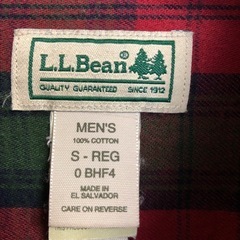 L.L.Bean®
QUALITY GUARANTEED SINCE 1912
MEN'S
100% COTTON
S - REG
0 BHF4
MADE IN
EL SALVADOR
CARE ON REVERSE